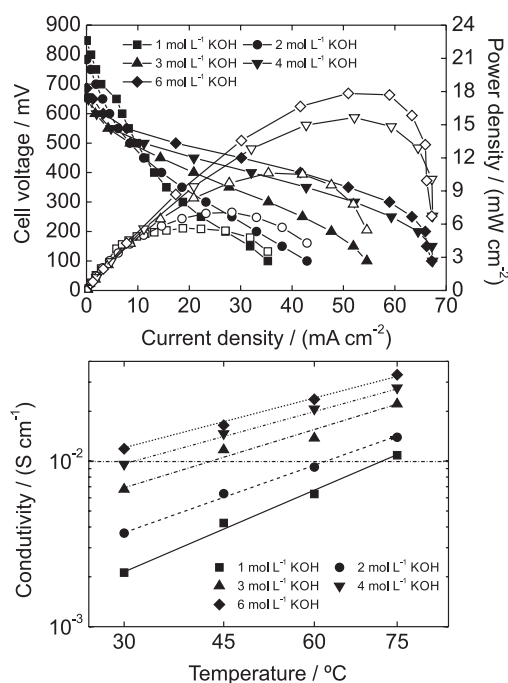 900
800
700
600
500
400
300
200
100
Cell voltage / mV
24
21
18
15
12
9
6
3
0
Power density / (mW cm⁻²)
1 mol L⁻¹ KOH
2 mol L⁻¹ KOH
3 mol L⁻¹ KOH
4 mol L⁻¹ KOH
6 mol L⁻¹ KOH
0 10 20 30 40 50 60 70
Current density / (mA cm⁻²)
Condutivity / (S cm⁻¹)
10⁻²
10⁻³
1 mol L⁻¹ KOH
2 mol L⁻¹ KOH
3 mol L⁻¹ KOH
4 mol L⁻¹ KOH
6 mol L⁻¹ KOH
30 45 60 75
Temperature / ºC